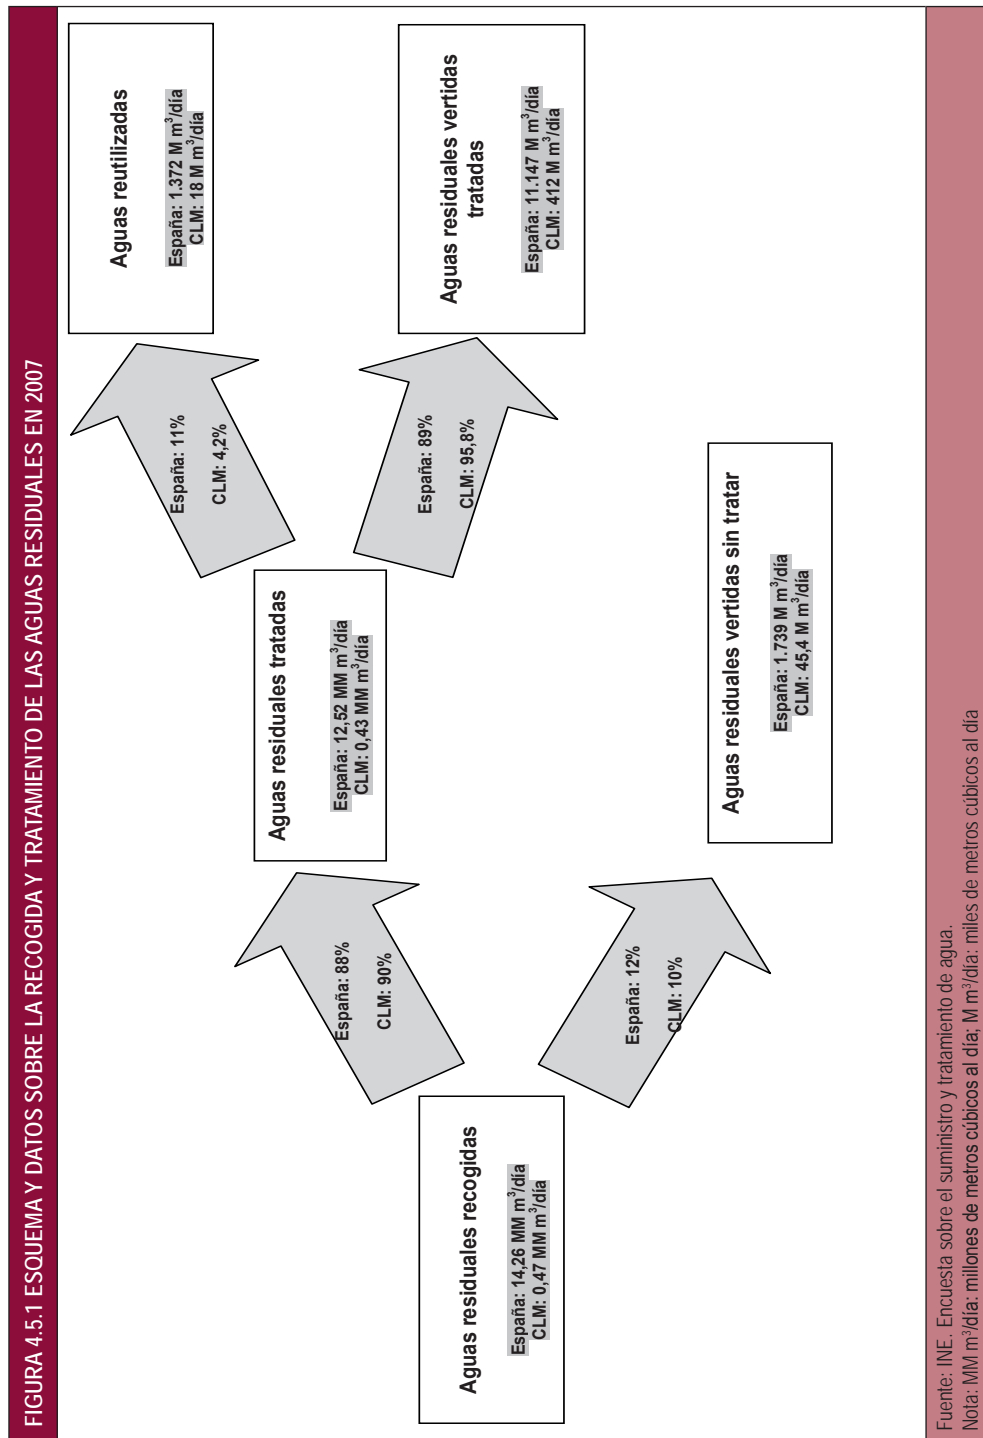 FIGURA 4.5.1 ESQUEMA Y DATOS SOBRE LA RECOGIDA Y TRATAMIENTO DE LAS AGUAS RESIDUALES EN 2007
Aguas residuales recogidas
España: 14,26 MM m³/día
CLM: 0,47 MM m³/día
España: 88%
CLM: 90%
España: 12%
CLM: 10%
Aguas residuales tratadas
España: 12,52 MM m³/día
CLM: 0,43 MM m³/día
Aguas residuales vertidas sin tratar
España: 1.739 M m³/día
CLM: 45,4 M m³/día
España: 11%
CLM: 4,2%
España: 89%
CLM: 95,8%
Aguas reutilizadas
España: 1.372 M m³/día
CLM: 18 M m³/día
Aguas residuales vertidas
tratadas
España: 11.147 M m³/día
CLM: 412 M m³/día
Fuente: INE. Encuesta sobre el suministro y tratamiento de agua.
Nota: MM m³/día: millones de metros cúbicos al día; M m³/día: miles de metros cúbicos al día